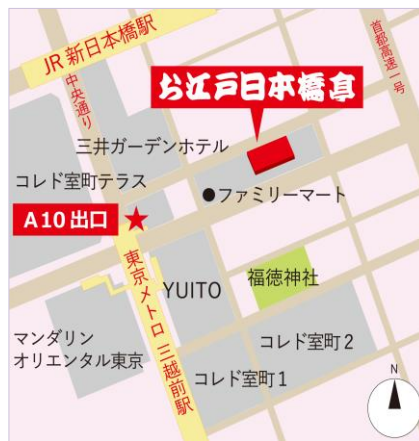 JR 新日本橋駅
中央通り
首都高速一号
お江戸日本橋亭
三井ガーデンホテル
コレド室町テラス
●ファミリーマート
A10 出口
東京メトロ 三越前駅
YUITO
福徳神社
マンダリン
オリエンタル東京
コレド室町2
コレド室町1
N